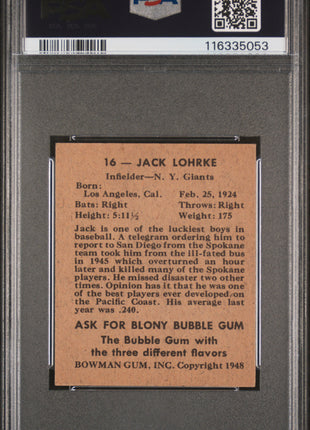 116335053
16 — JACK LOHRKE
Infielder—N. Y. Giants
Born:
Los Angeles, Cal. Feb. 25, 1924
Bats: Right Throws: Right
Height: 5:11½ Weight: 175
Jack is one of the luckiest boys in
baseball. A telegram ordering him to
report to San Diego from the Spokane
team took him from the ill-fated bus
in 1945 which overturned an hour
later and killed many of the Spokane
players. He missed disaster two other
times. Opinion has it that he was one
of the best players ever developed on
the Pacific Coast. His average last
year was .240.
ASK FOR BLONY BUBBLE GUM
The Bubble Gum with
the three different flavors
BOWMAN GUM, INC. Copyright 1948